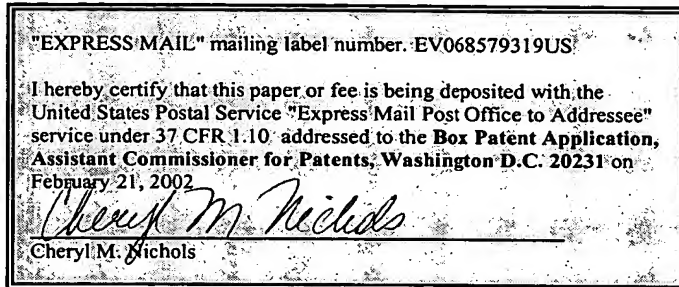 "EXPRESS MAIL" mailing label number. EV068579319US
I hereby certify that this paper or fee is being deposited with the
United States Postal Service "Express Mail Post Office to Addressee"
service under 37 CFR 1.10, addressed to the Box Patent Application,
Assistant Commissioner for Patents, Washington D.C. 20231 on
February 21, 2002
Cheryl M. Nichols
Cheryl M. Nichols